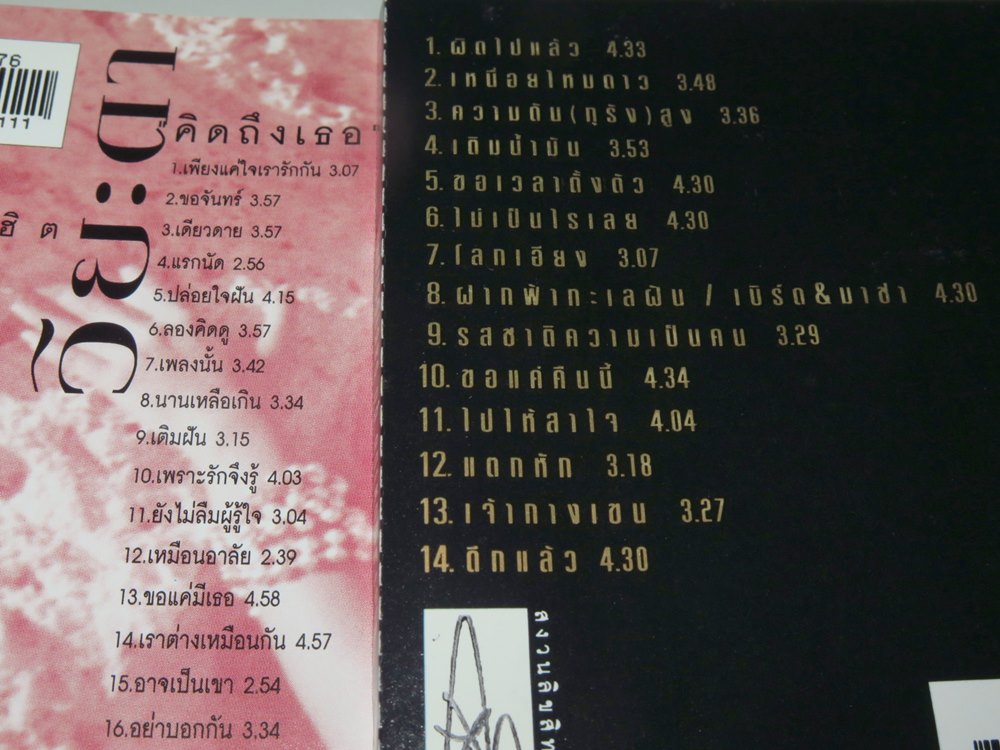 76
111
วิยะดา
ฮิต
คิดถึงเธอ
1.เพียงแค่ใจเรารักกัน 3.07
2.ขอจันทร์ 3.57
3.เดียวดาย 3.57
4.แรกนัด 2.56
5.ปล่อยใจฝัน 4.15
6.ลองคิดดู 3.57
7.เพลงนั้น 3.42
8.นานเหลือเกิน 3.34
9.เติมฝัน 3.15
10.เพราะรักจึงรู้ 4.03
11.ยังไม่ลืมผู้รู้ใจ 3.04
12.เหมือนอาลัย 2.39
13.ขอแค่มีเธอ 4.58
14.เราต่างเหมือนกัน 4.57
15.อาจเป็นเขา 2.54
16.อย่าบอกกัน 3.34
1. ผิดไปแล้ว 4.33
2. เหนื่อยไหมดาว 3.48
3. ความดัน(ทุรัง)สูง 3.36
4. เติมน้ำมัน 3.53
5. ขอเวลาตั้งตัว 4.30
6. ไม่เป็นไรเลย 4.30
7. โลกเอียง 3.07
8. ฝากฟ้าทะเลฝัน / เบิร์ด&มาช่า 4.30
9. รสชาติความเป็นคน 3.29
10. ขอแค่คืนนี้ 4.34
11. ไปให้สาใจ 4.04
12. แตกหัก 3.18
13. เจ้ากางเขน 3.27
14. ดึกแล้ว 4.30
สงวนลิขสิท